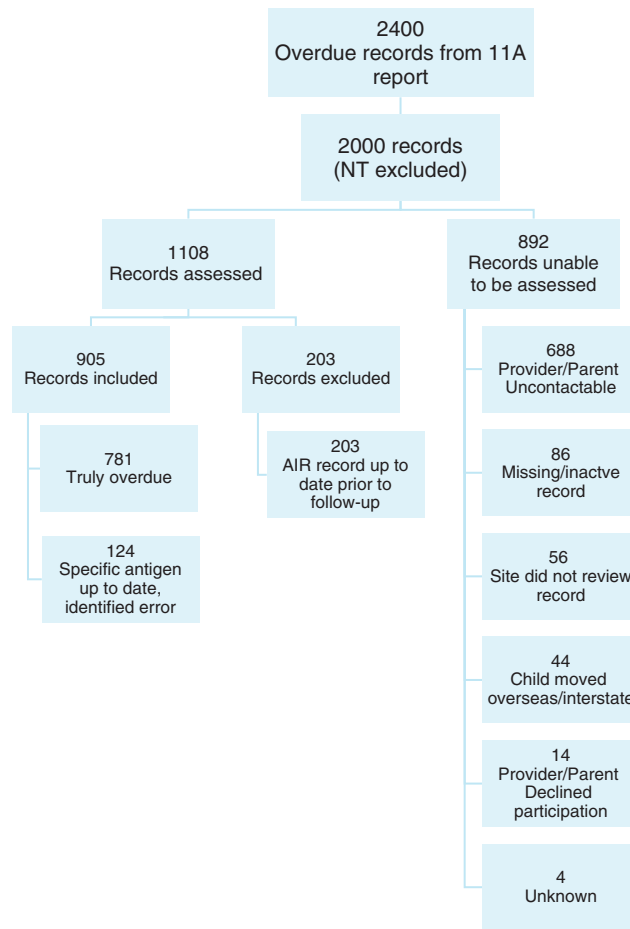 2400
Overdue records from 11A
report
2000 records
(NT excluded)
1108
Records assessed
892
Records unable
to be assessed
905
Records included
203
Records excluded
781
Truly overdue
124
Specific antigen
up to date,
identified error
203
AIR record up to
date prior to
follow-up
688
Provider/Parent
Uncontactable
86
Missing/inactve
record
56
Site did not review
record
44
Child moved
overseas/interstate
14
Provider/Parent
Declined
participation
4
Unknown